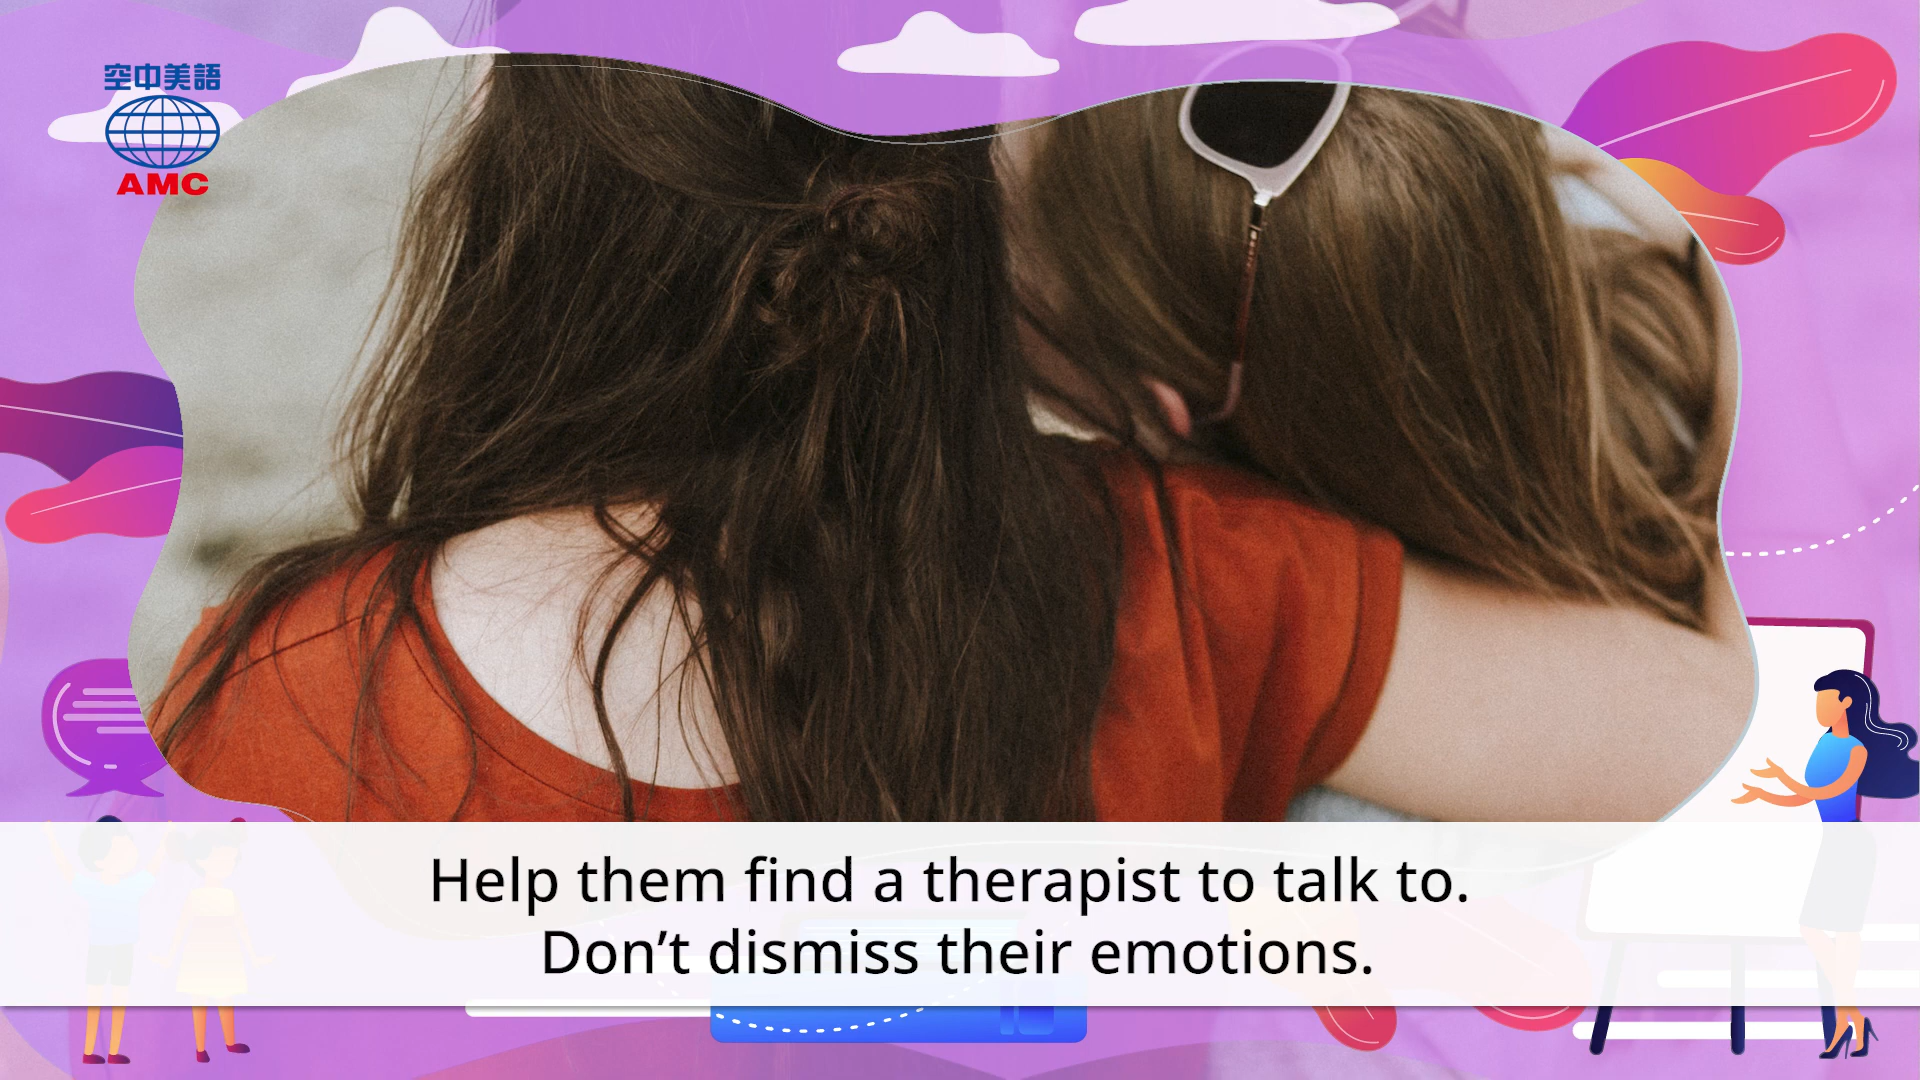 空中美語
AMC
Help them find a therapist to talk to.
Don’t dismiss their emotions.